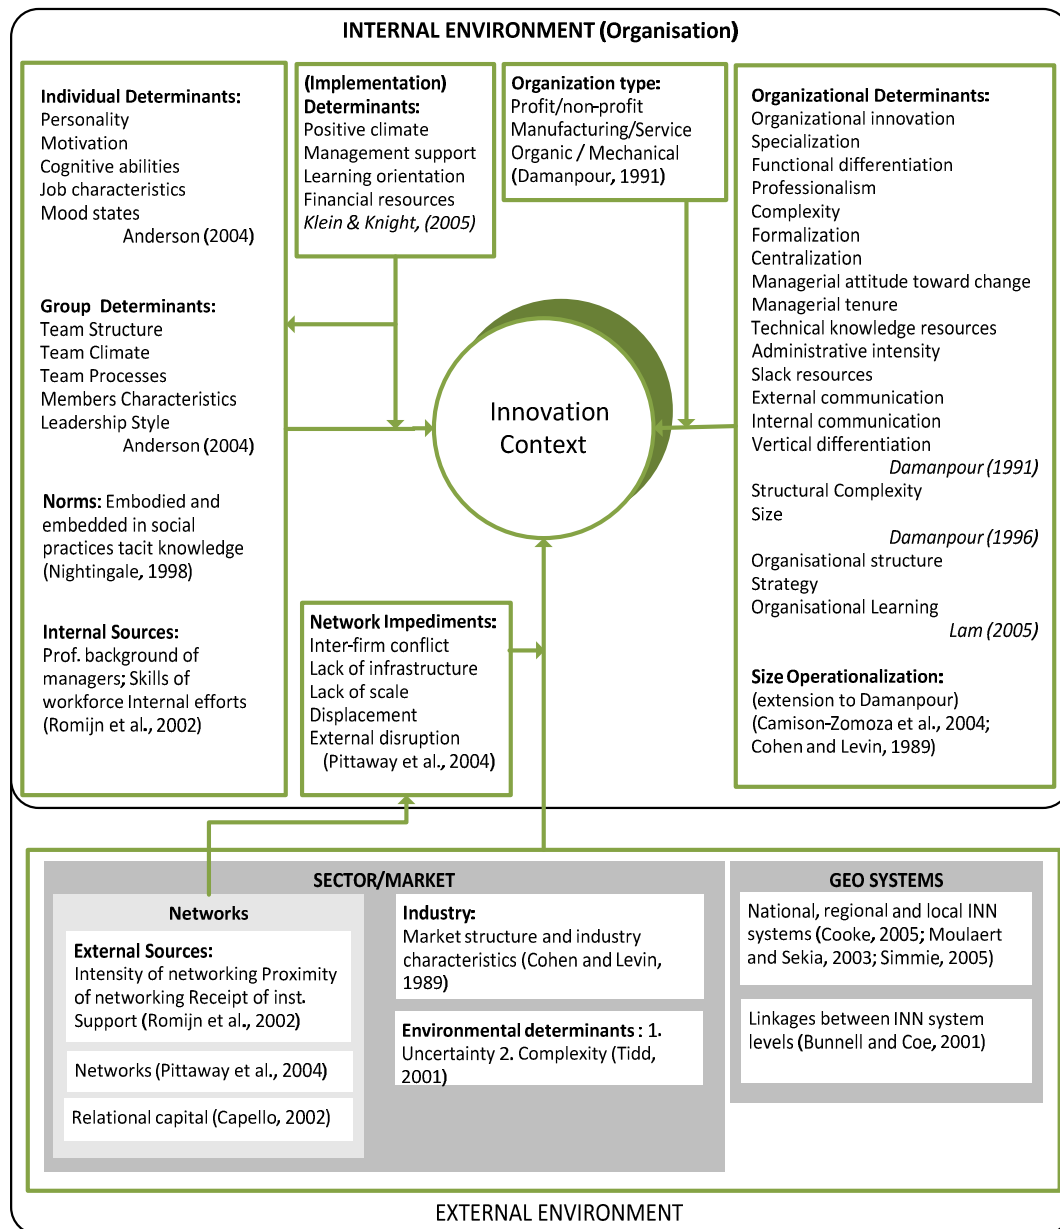 INTERNAL ENVIRONMENT (Organisation)
Individual Determinants:
Personality
Motivation
Cognitive abilities
Job characteristics
Mood states
Anderson (2004)
Group Determinants:
Team Structure
Team Climate
Team Processes
Members Characteristics
Leadership Style
Anderson (2004)
Norms: Embodied and
embedded in social
practices tacit knowledge
(Nightingale, 1998)
Internal Sources:
Prof. background of
managers; Skills of
workforce Internal efforts
(Romijn et al., 2002)
(Implementation)
Determinants:
Positive climate
Management support
Learning orientation
Financial resources
Klein & Knight, (2005)
Organization type:
Profit/non-profit
Manufacturing/Service
Organic / Mechanical
(Damanpour, 1991)
Organizational Determinants:
Organizational innovation
Specialization
Functional differentiation
Professionalism
Complexity
Formalization
Centralization
Managerial attitude toward change
Managerial tenure
Technical knowledge resources
Administrative intensity
Slack resources
External communication
Internal communication
Vertical differentiation
Damanpour (1991)
Structural Complexity
Size
Damanpour (1996)
Organisational structure
Strategy
Organisational Learning
Lam (2005)
Size Operationalization:
(extension to Damanpour)
(Camison-Zomoza et al., 2004;
Cohen and Levin, 1989)
Innovation
Context
Network Impediments:
Inter-firm conflict
Lack of infrastructure
Lack of scale
Displacement
External disruption
(Pittaway et al., 2004)
SECTOR/MARKET
Networks
External Sources:
Intensity of networking Proximity
of networking Receipt of inst.
Support (Romijn et al., 2002)
Networks (Pittaway et al., 2004)
Relational capital (Capello, 2002)
Industry:
Market structure and industry
characteristics (Cohen and Levin,
1989)
Environmental determinants : 1.
Uncertainty 2. Complexity (Tidd,
2001)
GEO SYSTEMS
National, regional and local INN
systems (Cooke, 2005; Moulaert
and Sekia, 2003; Simmie, 2005)
Linkages between INN system
levels (Bunnell and Coe, 2001)
EXTERNAL ENVIRONMENT